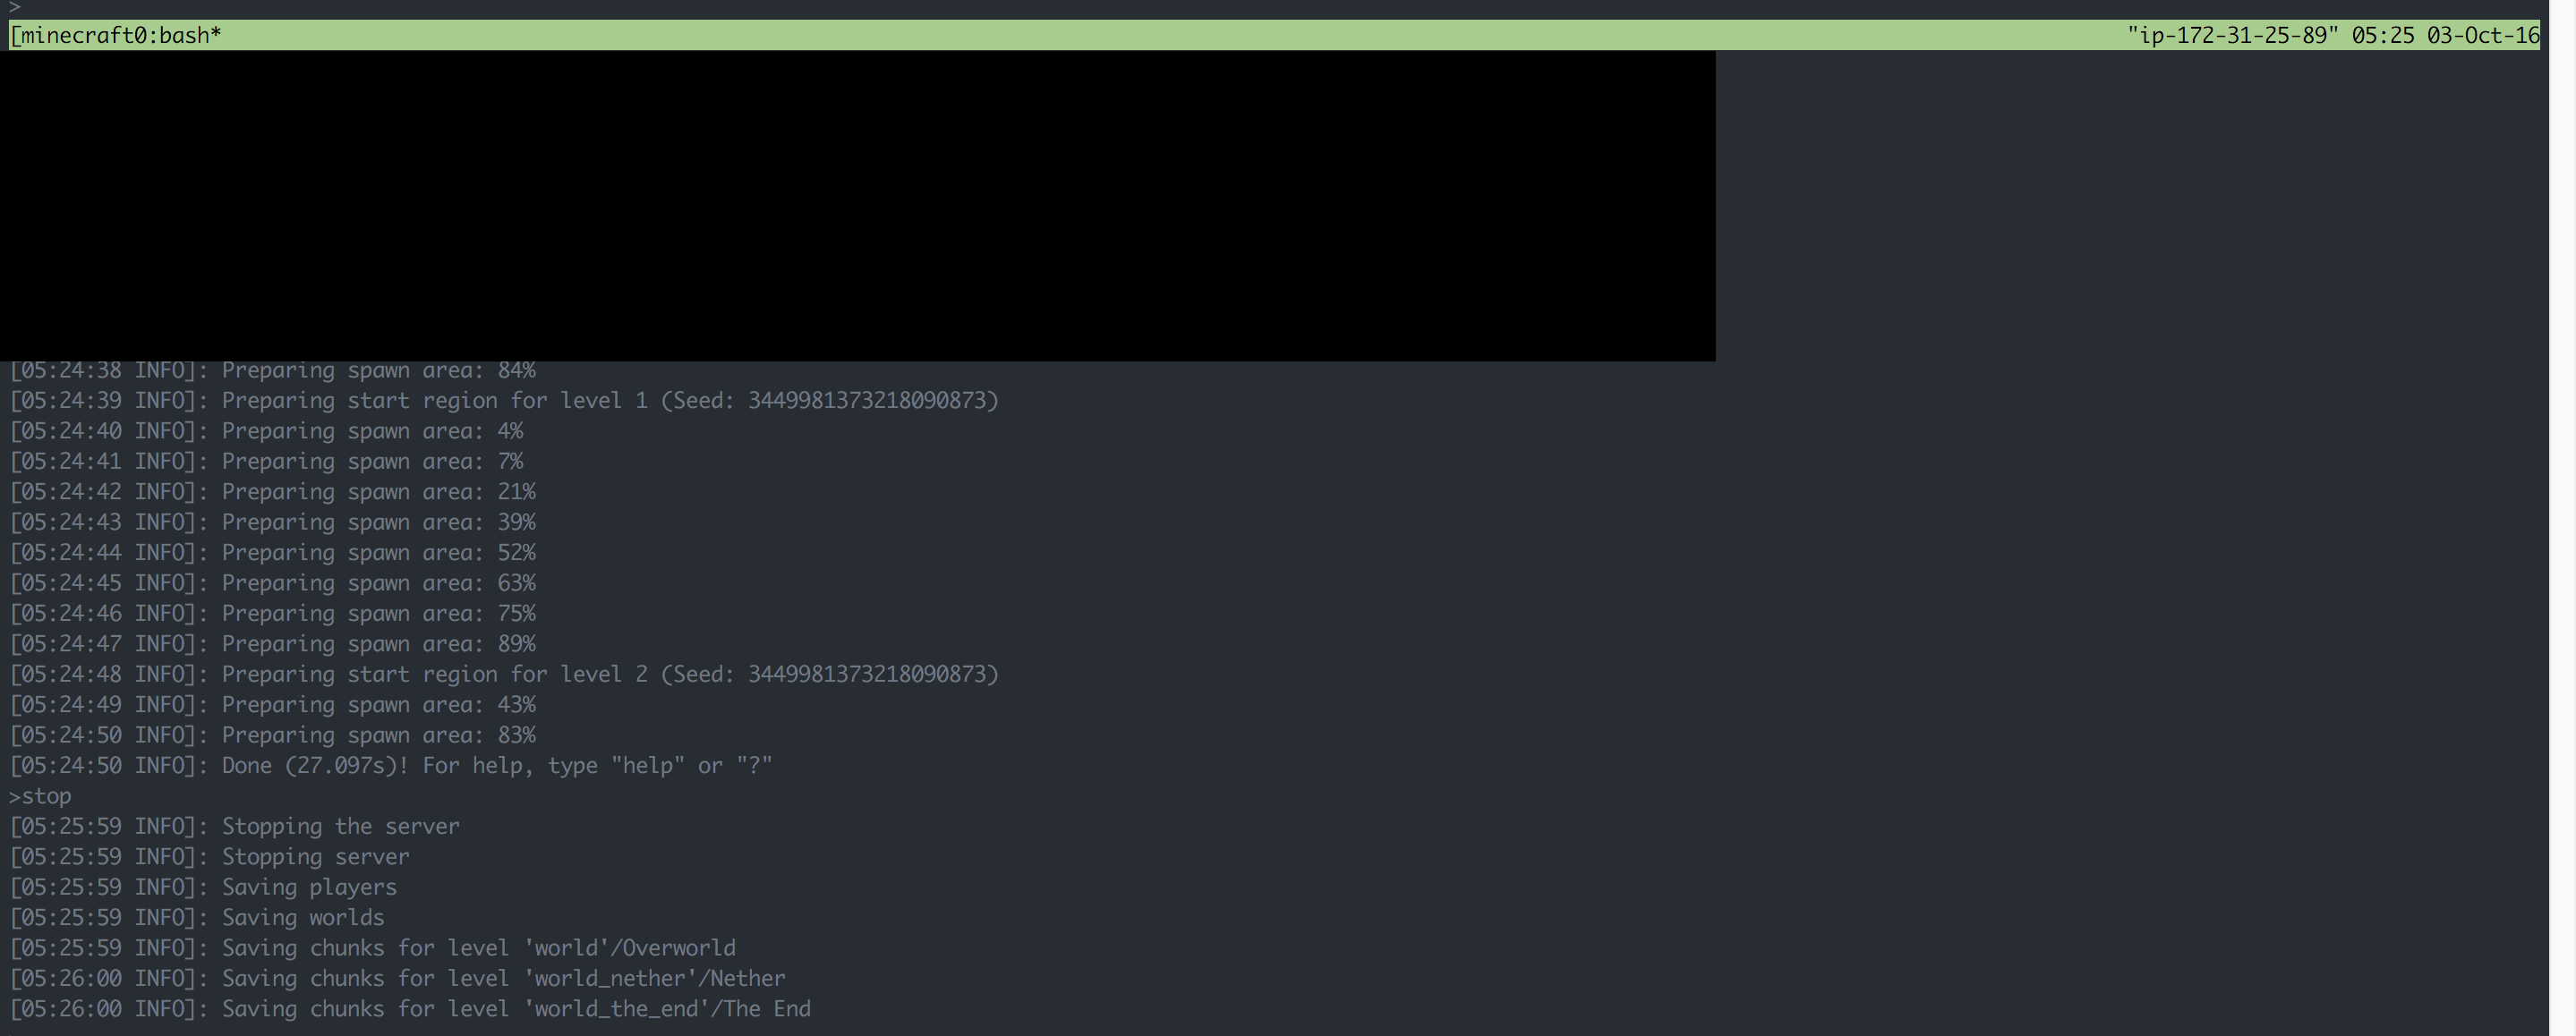 >
[minecraft0:bash* "ip-172-31-25-89" 05:25 03-Oct-16
[05:24:38 INFO]: Preparing spawn area: 84%
[05:24:39 INFO]: Preparing start region for level 1 (Seed: 3449981373218090873)
[05:24:40 INFO]: Preparing spawn area: 4%
[05:24:41 INFO]: Preparing spawn area: 7%
[05:24:42 INFO]: Preparing spawn area: 21%
[05:24:43 INFO]: Preparing spawn area: 39%
[05:24:44 INFO]: Preparing spawn area: 52%
[05:24:45 INFO]: Preparing spawn area: 63%
[05:24:46 INFO]: Preparing spawn area: 75%
[05:24:47 INFO]: Preparing spawn area: 89%
[05:24:48 INFO]: Preparing start region for level 2 (Seed: 3449981373218090873)
[05:24:49 INFO]: Preparing spawn area: 43%
[05:24:50 INFO]: Preparing spawn area: 83%
[05:24:50 INFO]: Done (27.097s)! For help, type "help" or "?"
>stop
[05:25:59 INFO]: Stopping the server
[05:25:59 INFO]: Stopping server
[05:25:59 INFO]: Saving players
[05:25:59 INFO]: Saving worlds
[05:25:59 INFO]: Saving chunks for level 'world'/Overworld
[05:26:00 INFO]: Saving chunks for level 'world_nether'/Nether
[05:26:00 INFO]: Saving chunks for level 'world_the_end'/The End